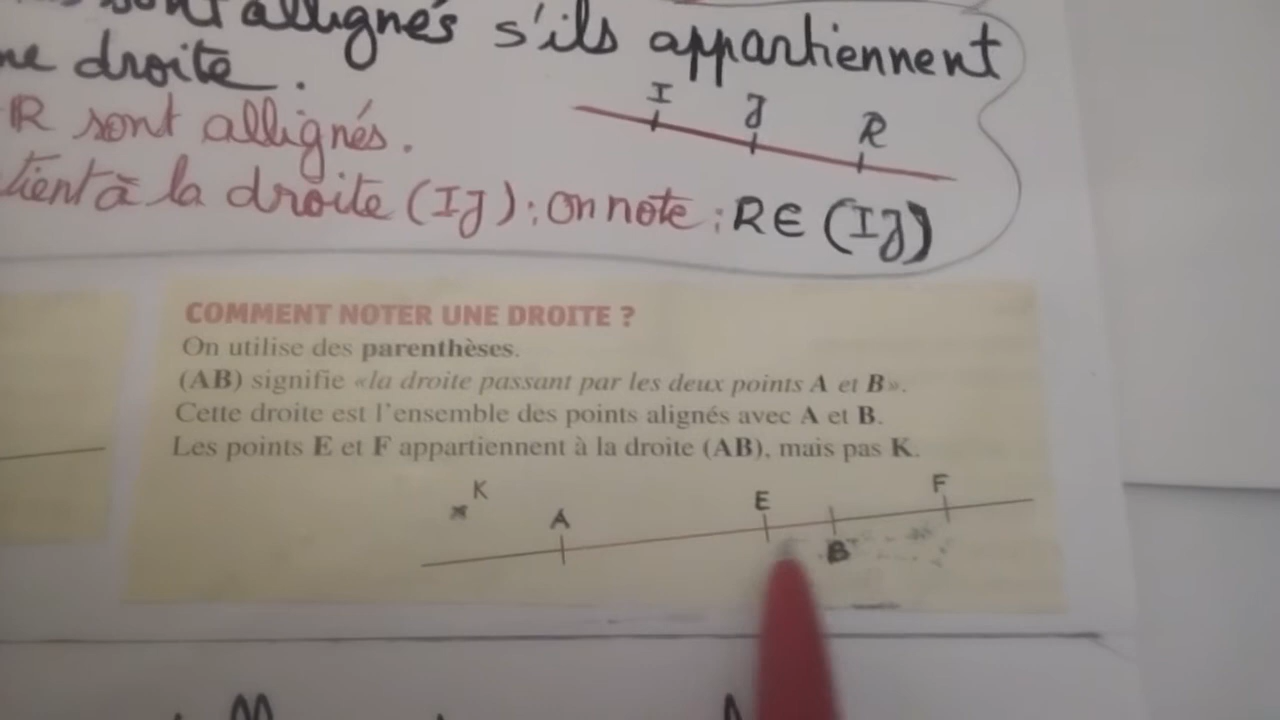 sont allignés s'ils appartiennent
ne droite.
I J R
R sont allignés.
tient à la droite (IJ) ; on note : R ∈ (IJ)
COMMENT NOTER UNE DROITE ?
On utilise des parenthèses.
(AB) signifie «la droite passant par les deux points A et B».
Cette droite est l'ensemble des points alignés avec A et B.
Les points E et F appartiennent à la droite (AB), mais pas K.
K A E B F